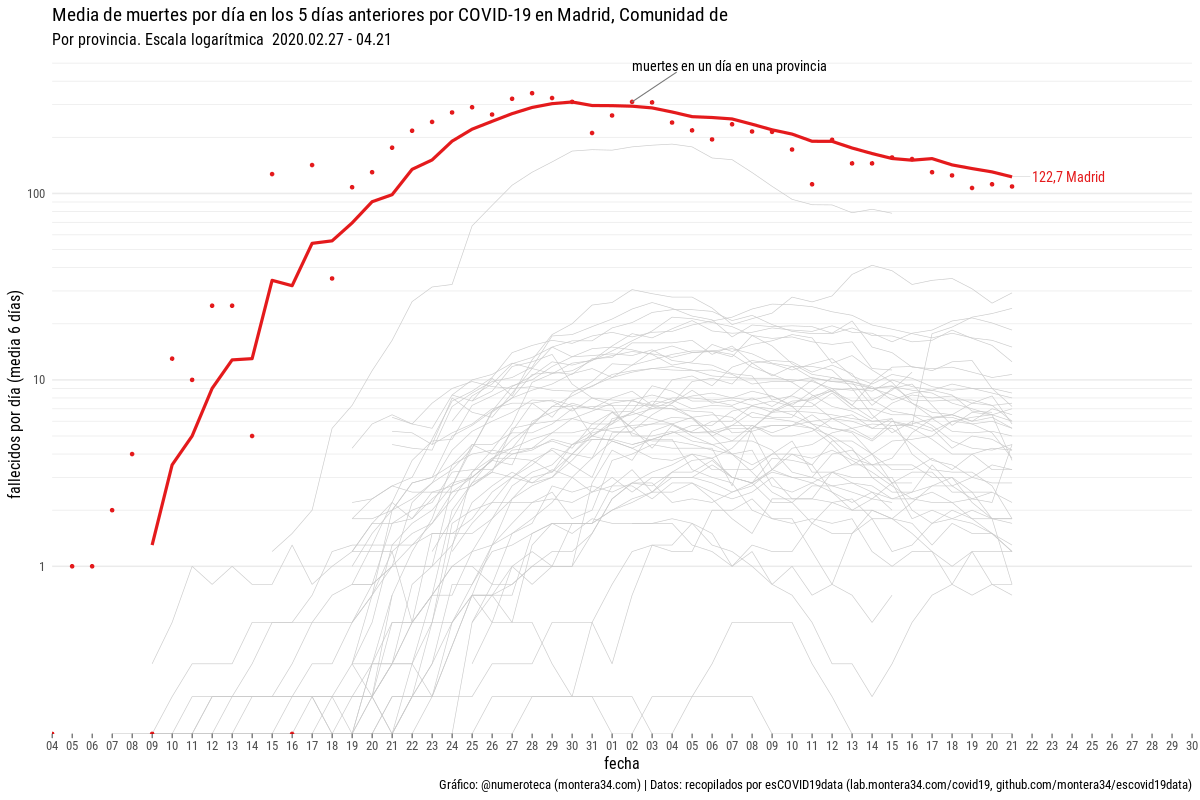 Media de muertes por día en los 5 días anteriores por COVID-19 en Madrid, Comunidad de
Por provincia. Escala logarítmica 2020.02.27 - 04.21
muertes en un día en una provincia
122,7 Madrid
fallecidos por día (media 6 días)
100
10
1
04 05 06 07 08 09 10 11 12 13 14 15 16 17 18 19 20 21 22 23 24 25 26 27 28 29 30 31 01 02 03 04 05 06 07 08 09 10 11 12 13 14 15 16 17 18 19 20 21 22 23 24 25 26 27 28 29 30
fecha
Gráfico: @numeroteca (montera34.com) | Datos: recopilados por esCOVID19data (lab.montera34.com/covid19, github.com/montera34/escovid19data)